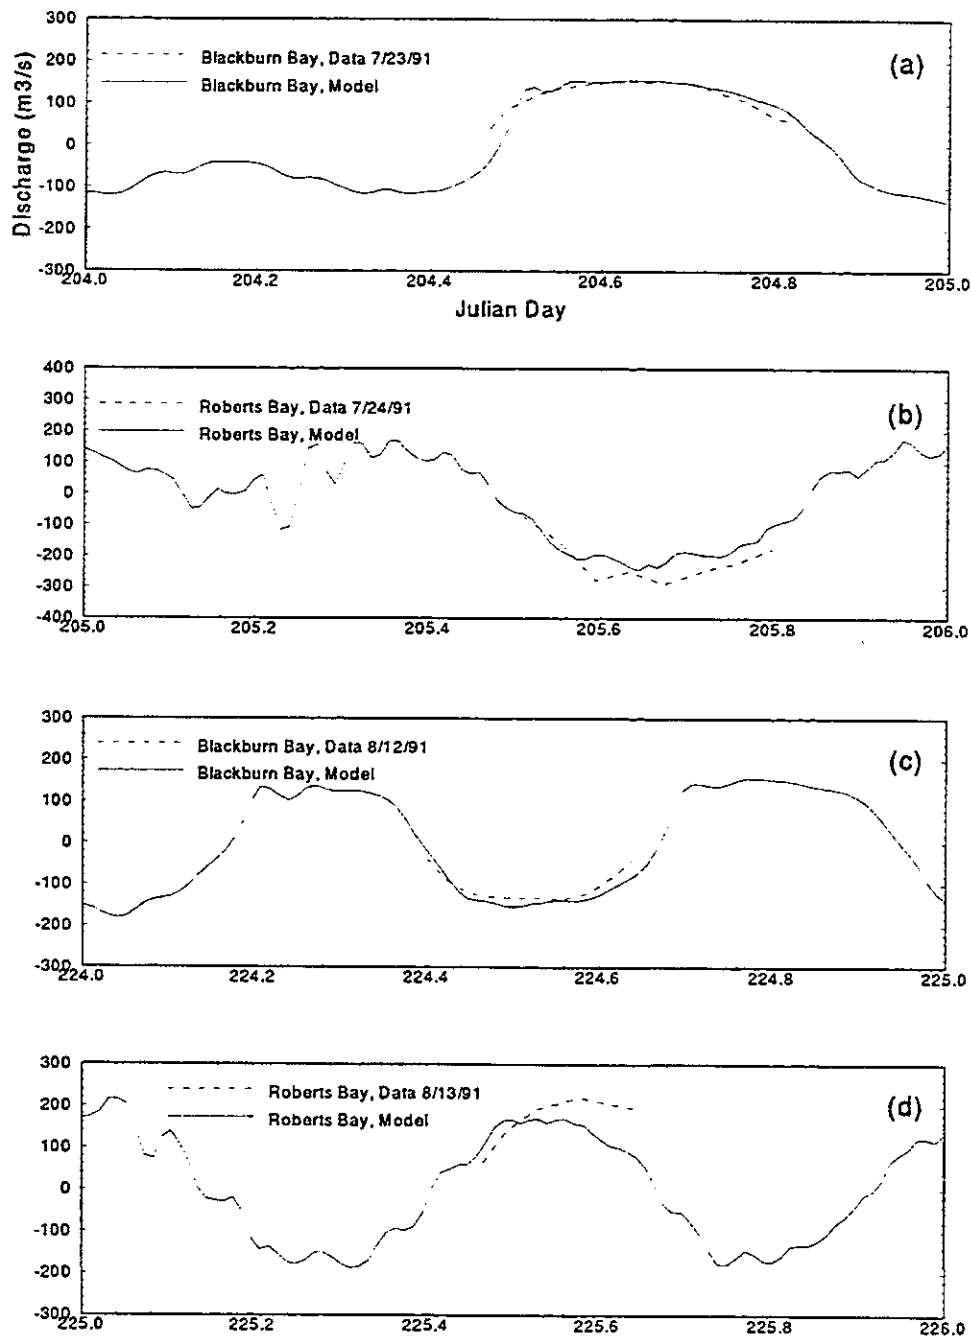 300
200
100
0
-100
-200
-300
Discharge (m3/s)
Blackburn Bay, Data 7/23/91
Blackburn Bay, Model
(a)
204.0 204.2 204.4 204.6 204.8 205.0
Julian Day
400
300
200
100
0
-100
-200
-300
-400
Roberts Bay, Data 7/24/91
Roberts Bay, Model
(b)
205.0 205.2 205.4 205.6 205.8 206.0
300
200
100
0
-100
-200
-300
Blackburn Bay, Data 8/12/91
Blackburn Bay, Model
(c)
224.0 224.2 224.4 224.6 224.8 225.0
300
200
100
0
-100
-200
-300
Roberts Bay, Data 8/13/91
Roberts Bay, Model
(d)
225.0 225.2 225.4 225.6 225.8 226.0